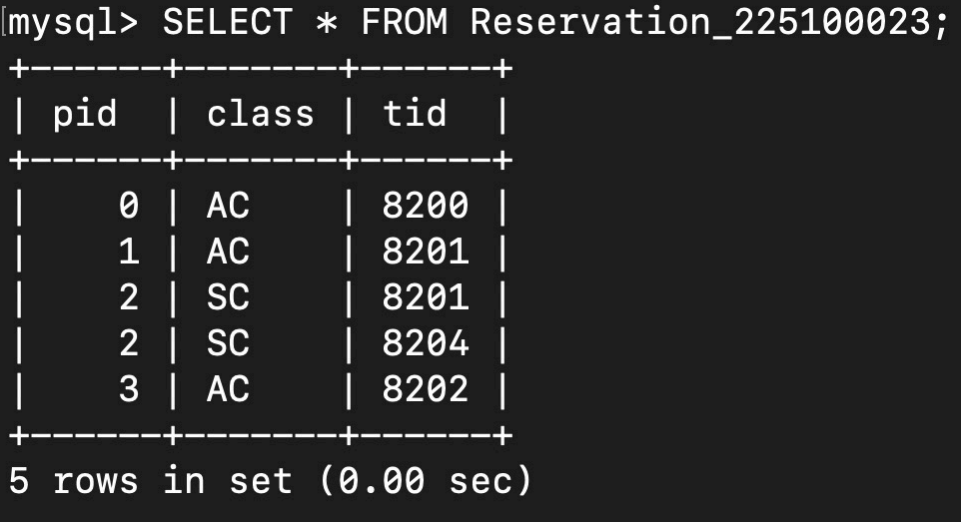 [mysql> SELECT * FROM Reservation_225100023;
+------+-------+------+
| pid  | class | tid  |
+------+-------+------+
|    0 | AC    | 8200 |
|    1 | AC    | 8201 |
|    2 | SC    | 8201 |
|    2 | SC    | 8204 |
|    3 | AC    | 8202 |
+------+-------+------+
5 rows in set (0.00 sec)